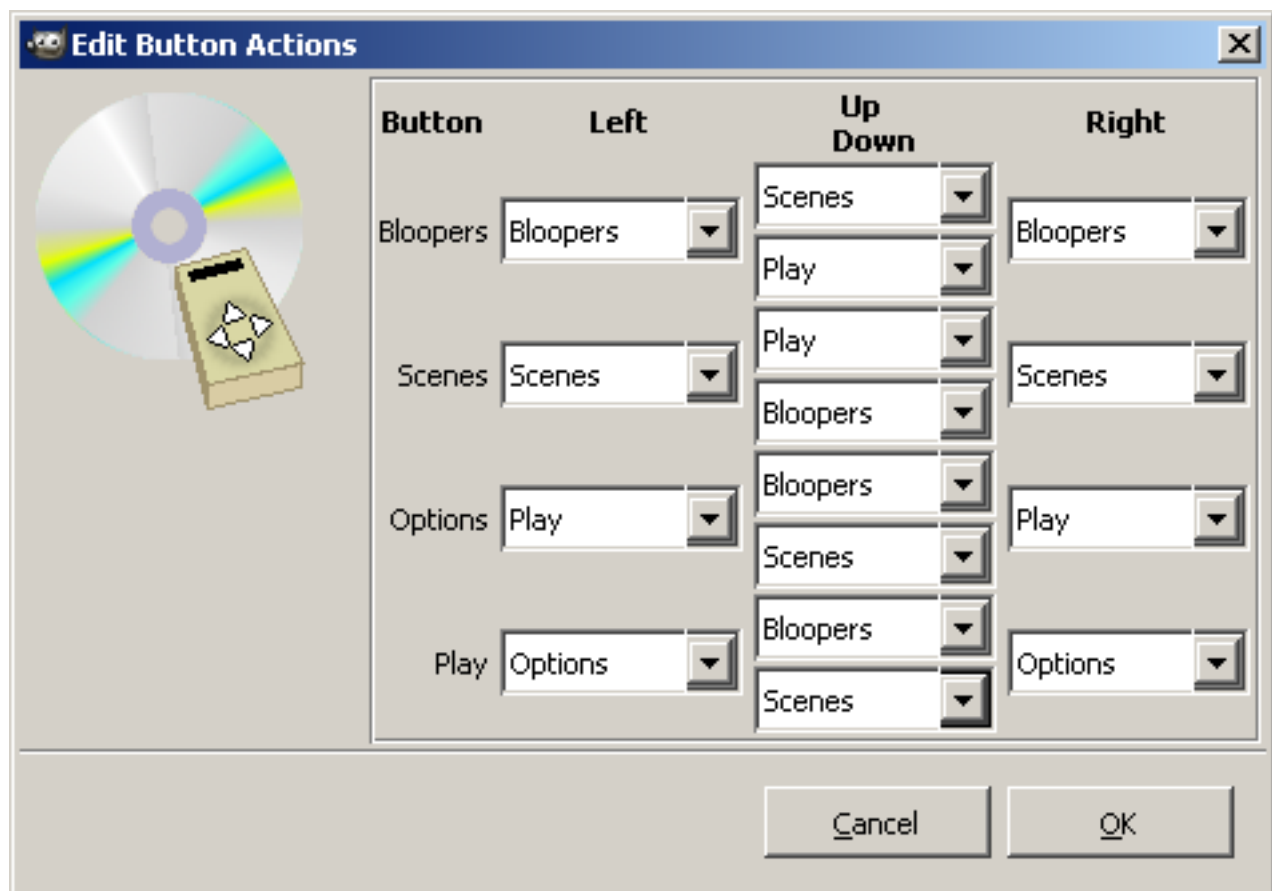 Edit Button Actions
Button Left Up Down Right
Scenes
Bloopers Bloopers Bloopers
Play
Play
Scenes Scenes Scenes
Bloopers
Bloopers
Options Play Play
Scenes
Bloopers
Play Options Options
Scenes
Cancel OK